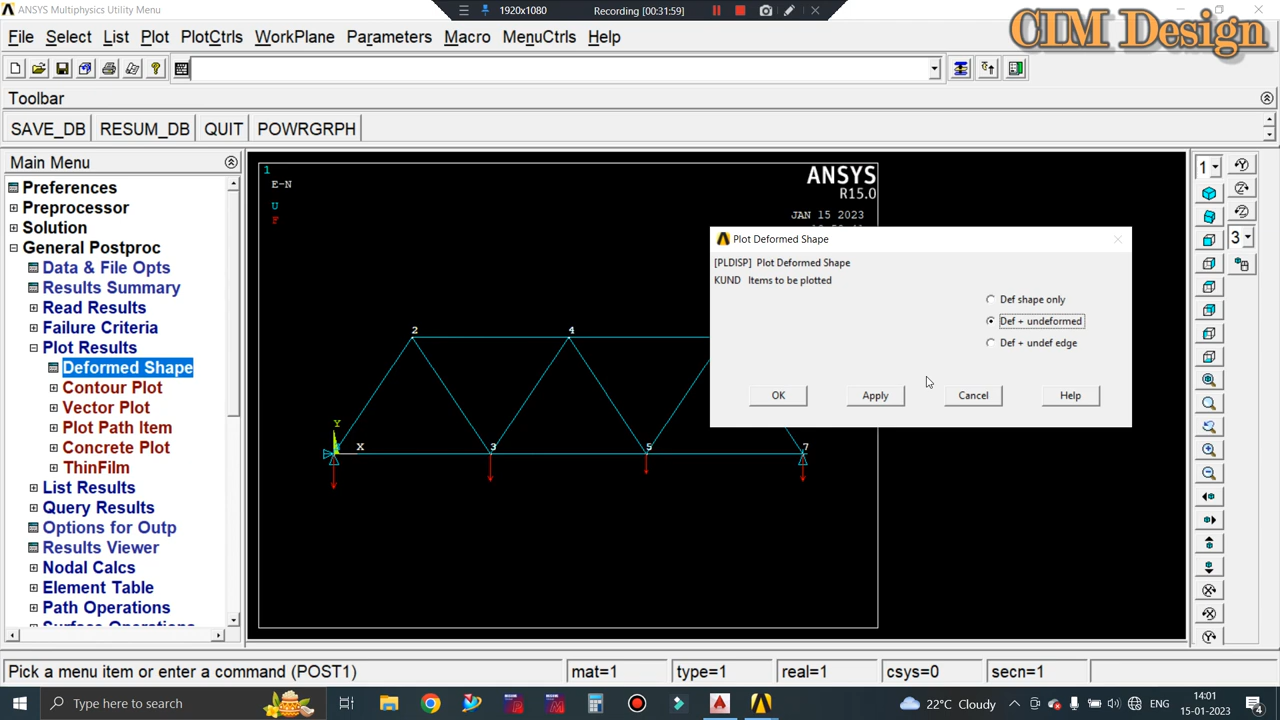 ANSYS Multiphysics Utility Menu
1920x1080
Recording [00:31:59]
CIM Design
File Select List Plot PlotCtrls WorkPlane Parameters Macro MenuCtrls Help
Toolbar
SAVE_DB RESUM_DB QUIT POWRGRPH
Main Menu
Preferences
Preprocessor
Solution
General Postproc
Data & File Opts
Results Summary
Read Results
Failure Criteria
Plot Results
Deformed Shape
Contour Plot
Vector Plot
Plot Path Item
Concrete Plot
ThinFilm
List Results
Query Results
Options for Outp
Results Viewer
Nodal Calcs
Element Table
Path Operations
1
E-N
U
F
ANSYS
R15.0
JAN 15 2023
2
4
Y
X
3
5
7
Plot Deformed Shape
[PLDISP] Plot Deformed Shape
KUND Items to be plotted
Def shape only
Def + undeformed
Def + undef edge
OK Apply Cancel Help
1
3
Pick a menu item or enter a command (POST1)
mat=1
type=1
real=1
csys=0
secn=1
Type here to search
22°C Cloudy
ENG
IN
14:01
15-01-2023
4